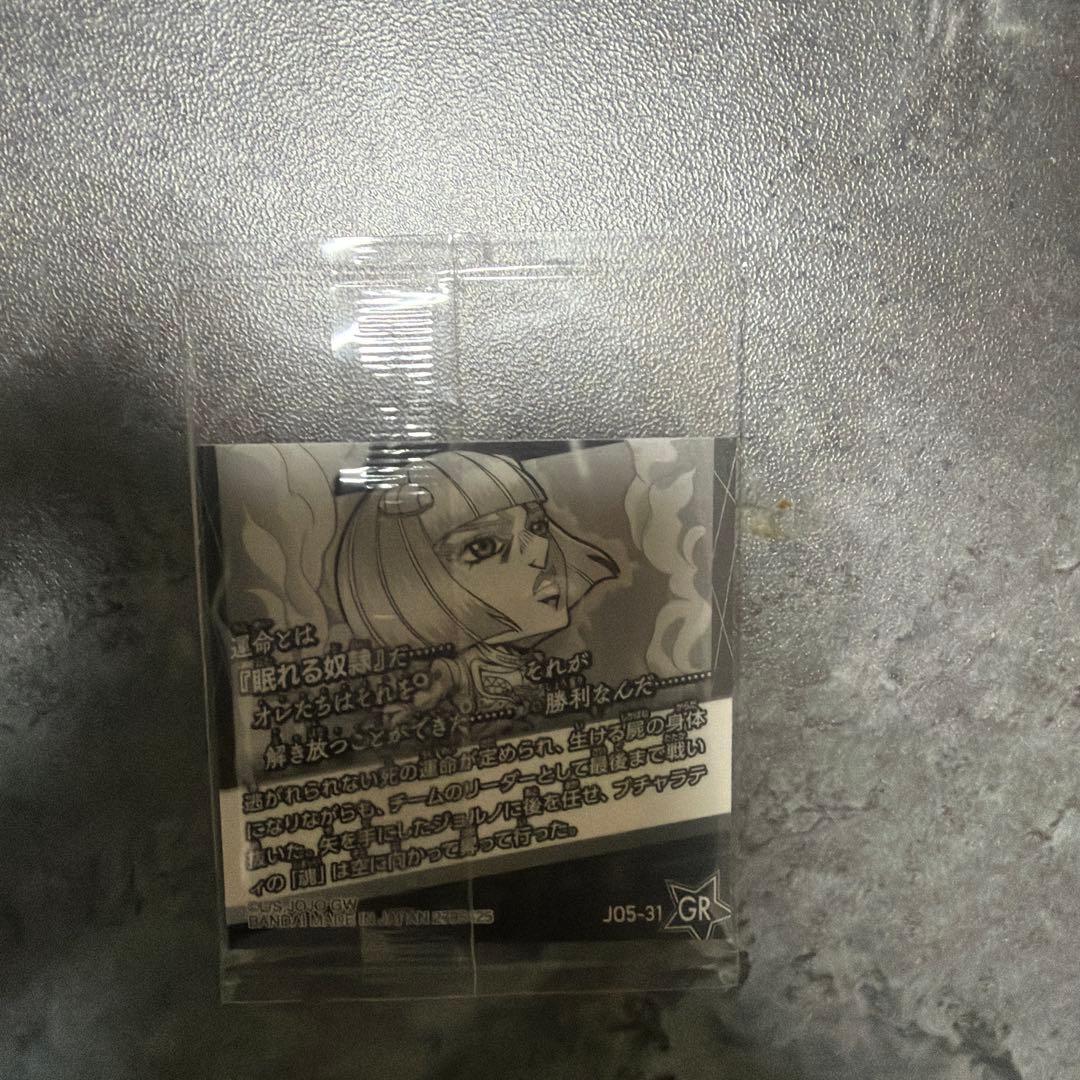 運命とは
『眠れる奴隷』だ……
オレたちはそれを
解き放つことができた……
それが
勝利なんだ……
逃がれられない死の運命が定められ、生ける屍の身体
になりながらも、チームのリーダーとして最後まで戦い
抜いた。矢を手にしたジョルノに後を任せ、ブチャラテ
ィの「魂」は空に向かって昇って行った。
©L/S,JOJO GW
BANDAI MADE IN JAPAN
JO5-31 GR